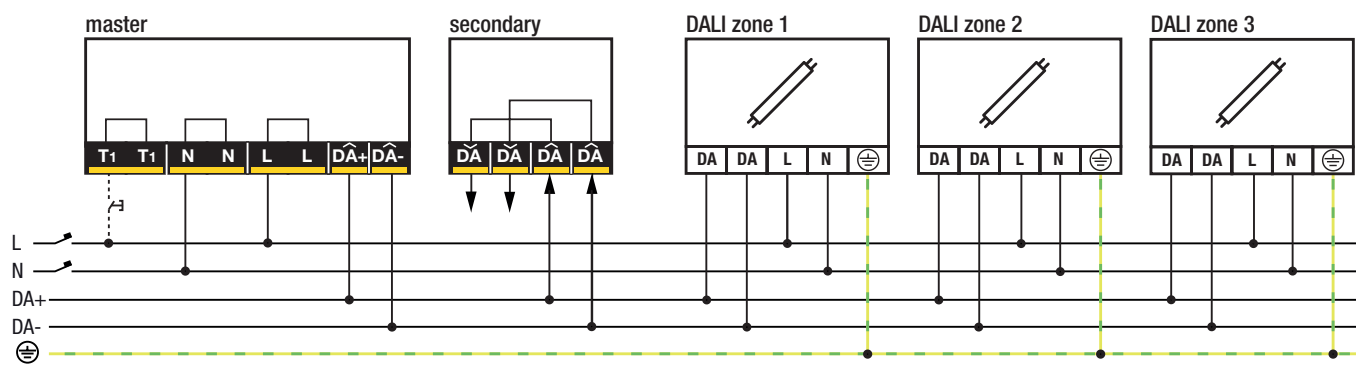 master secondary DALI zone 1 DALI zone 2 DALI zone 3
T1 T1 N N L L DA+ DA- DA DA DA DA DA DA L N DA DA L N DA DA L N
L
N
DA+
DA-